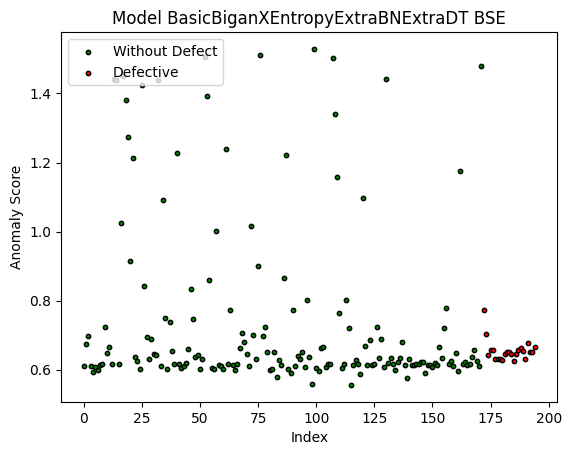 Model BasicBiganXEntropyExtraBNExtraDT BSE
Without Defect
Defective
Anomaly Score
1.4
1.2
1.0
0.8
0.6
0 25 50 75 100 125 150 175 200
Index